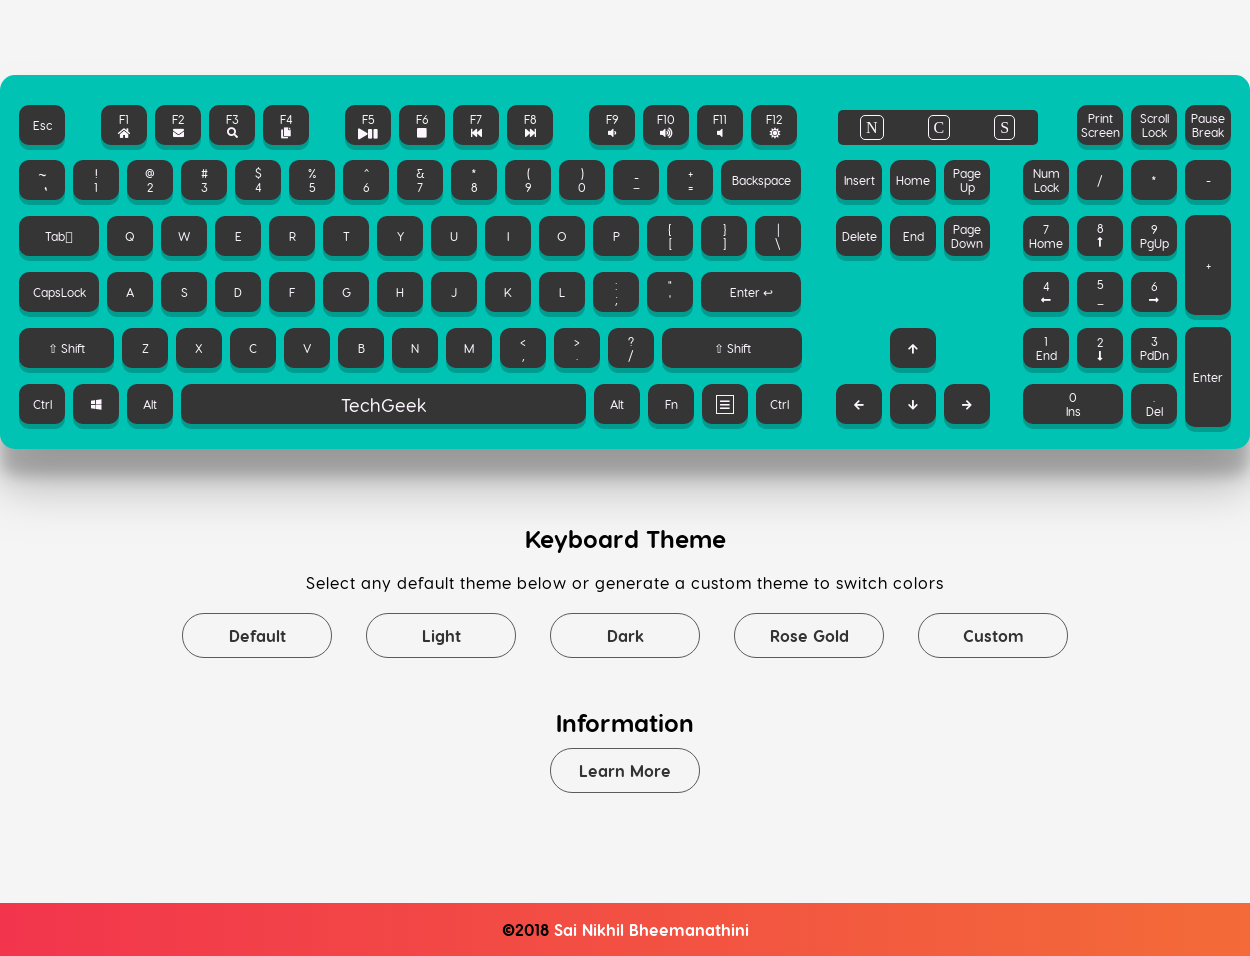 Esc F1 F2 F3 F4 F5 F6 F7 F8 F9 F10 F11 F12 N C S Print Screen Scroll Lock Pause Break
~ ` ! 1 @ 2 # 3 $ 4 % 5 ^ 6 & 7 * 8 ( 9 ) 0 _ – + = Backspace Insert Home Page Up Num Lock / * -
Tab Q W E R T Y U I O P { [ } ] | \ Delete End Page Down 7 Home 8 ⭡ 9 PgUp +
CapsLock A S D F G H J K L : ; " ' Enter ↩ 4 ⭠ 5 _ 6 ⭢
⇧ Shift Z X C V B N M < , > . ? / ⇧ Shift ↑ 1 End 2 ⭣ 3 PdDn Enter
Ctrl Alt TechGeek Alt Fn Ctrl ← ↓ → 0 Ins . Del
Keyboard Theme
Select any default theme below or generate a custom theme to switch colors
Default Light Dark Rose Gold Custom
Information
Learn More
©2018 Sai Nikhil Bheemanathini